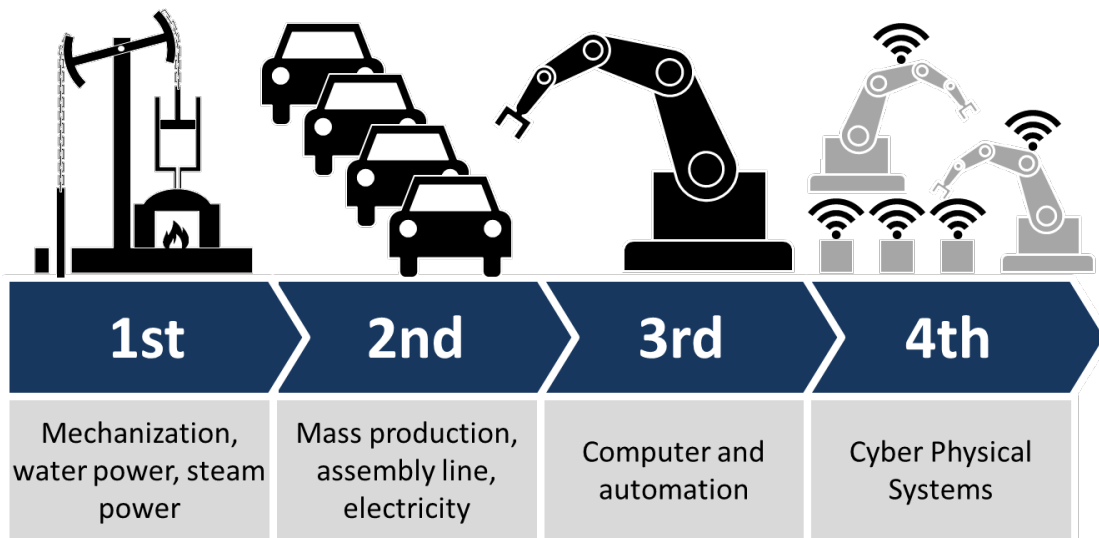 1st
2nd
3rd
4th
Mechanization,
water power, steam
power
Mass production,
assembly line,
electricity
Computer and
automation
Cyber Physical
Systems